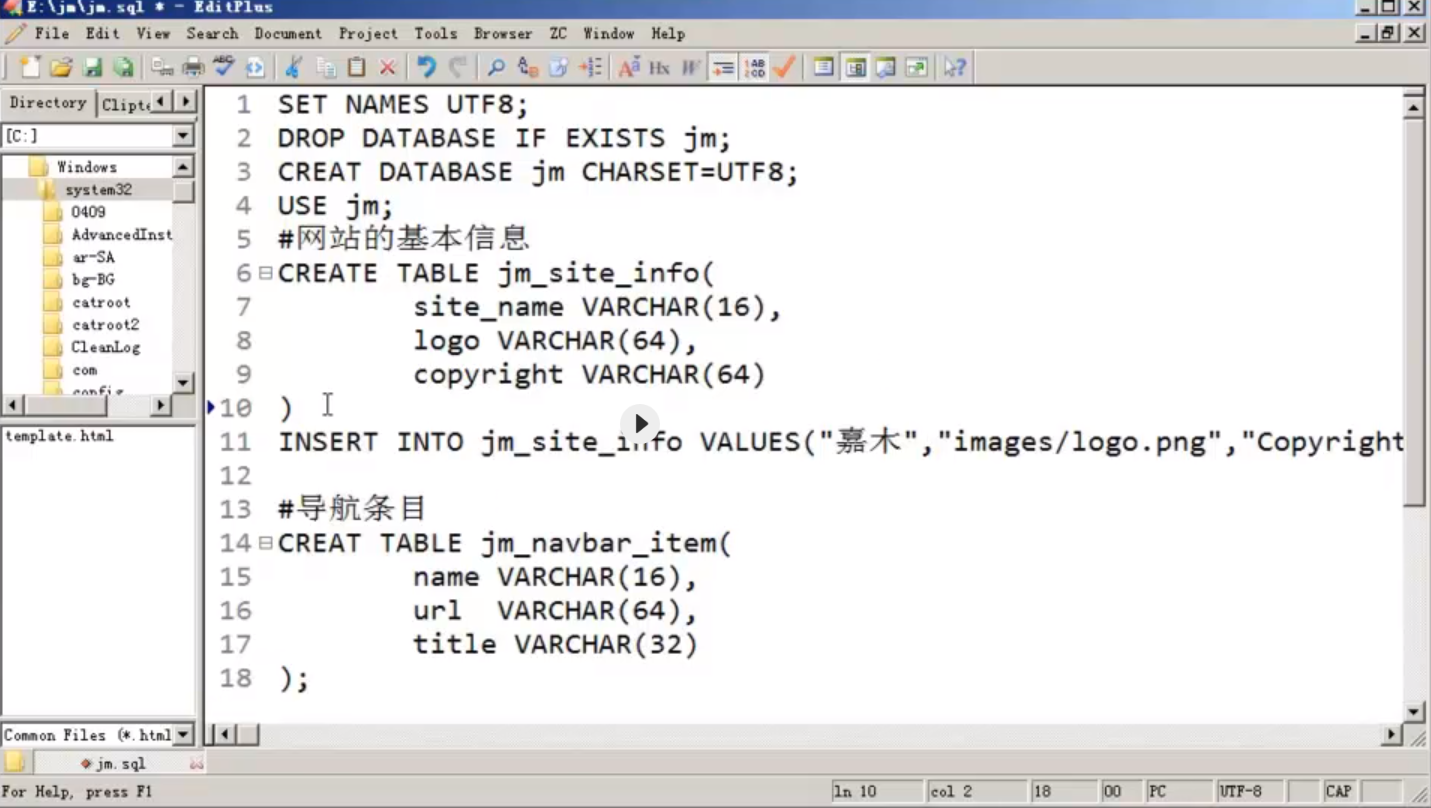 E:\jm\jm.sql * - EditPlus
File Edit View Search Document Project Tools Browser ZC Window Help
Directory Clipte
[C:]
Windows
system32
0409
AdvancedInst
ar-SA
bg-BG
catroot
catroot2
CleanLog
com
config
template.html
Common Files (*.html
1 SET NAMES UTF8;
2 DROP DATABASE IF EXISTS jm;
3 CREAT DATABASE jm CHARSET=UTF8;
4 USE jm;
5 #网站的基本信息
6 CREATE TABLE jm_site_info(
7 site_name VARCHAR(16),
8 logo VARCHAR(64),
9 copyright VARCHAR(64)
10 )
11 INSERT INTO jm_site_info VALUES("嘉木","images/logo.png","Copyright
12
13 #导航条目
14 CREAT TABLE jm_navbar_item(
15 name VARCHAR(16),
16 url VARCHAR(64),
17 title VARCHAR(32)
18 );
jm.sql
For Help, press F1 ln 10 col 2 18 00 PC UTF-8 CAP